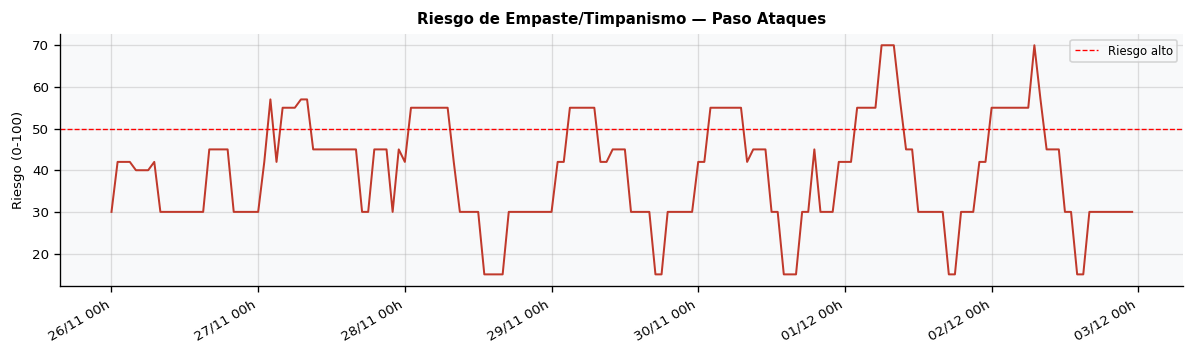 Riesgo de Empaste/Timpanismo — Paso Ataques
Riesgo (0-100)
70
60
50
40
30
20
Riesgo alto
26/11 00h
27/11 00h
28/11 00h
29/11 00h
30/11 00h
01/12 00h
02/12 00h
03/12 00h